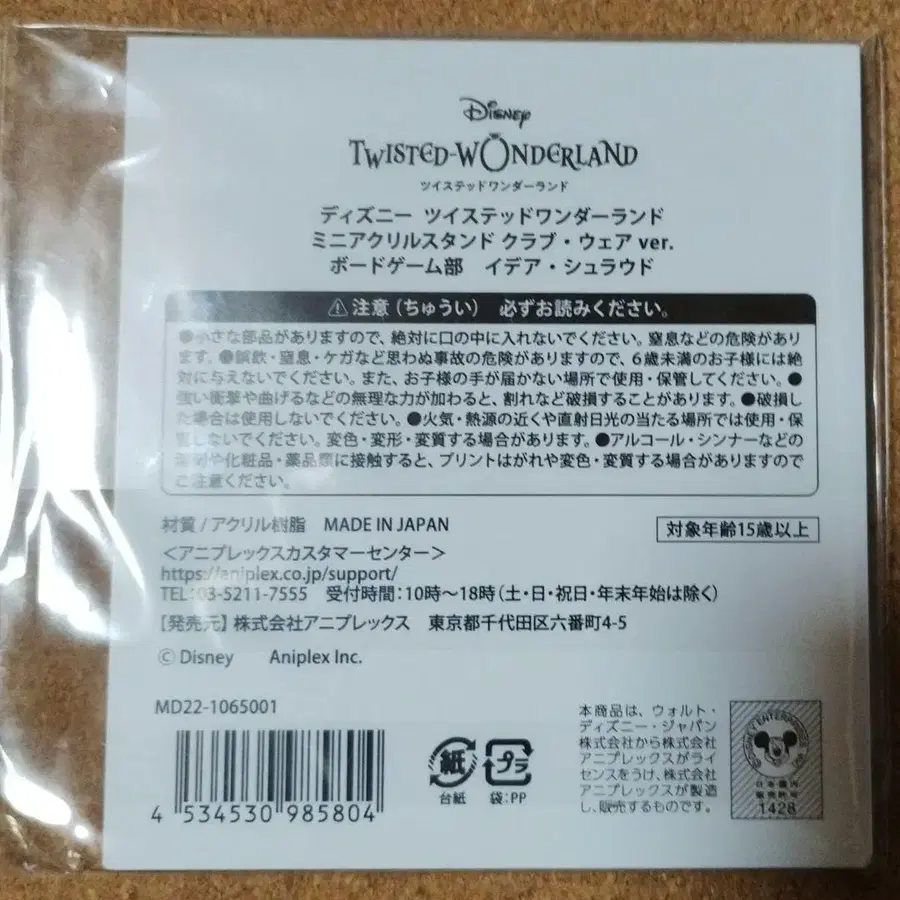 Disney
TWISTED-WONDERLAND
ツイステッドワンダーランド
ディズニー ツイステッドワンダーランド
ミニアクリルスタンド クラブ・ウェア ver.
ボードゲーム部 イデア・シュラウド
⚠注意（ちゅうい） 必ずお読みください。
●小さな部品がありますので、絶対に口の中に入れないでください。窒息などの危険があり
ます。●誤飲・窒息・ケガなど思わぬ事故の危険がありますので、6歳未満のお子様には絶
対に与えないでください。また、お子様の手が届かない場所で使用・保管してください。●
強い衝撃や曲げるなどの無理な力が加わると、割れなど破損することがあります。●破損し
た場合は使用しないでください。●火気・熱源の近くや直射日光の当たる場所では使用・保
管しないでください。変色・変形・変質する場合があります。●アルコール・シンナーなどの
溶剤や化粧品・薬品類に接触すると、プリントはがれや変色・変質する場合がありますので
ご注意ください。
材質/アクリル樹脂 MADE IN JAPAN
対象年齢15歳以上
＜アニプレックスカスタマーセンター＞
https://aniplex.co.jp/support/
TEL:03-5211-7555 受付時間:10時～18時(土・日・祝日・年末年始は除く)
【発売元】株式会社アニプレックス 東京都千代田区六番町4-5
© Disney Aniplex Inc.
MD22-1065001
4 534530 985804
紙
台紙
プラ
袋:PP
本商品は、ウォルト・
ディズニー・ジャパン
株式会社から株式会社
アニプレックスがライ
センスをうけ、株式会社
アニプレックスが製造
し、販売するものです。
日本国内
販売許可
1428